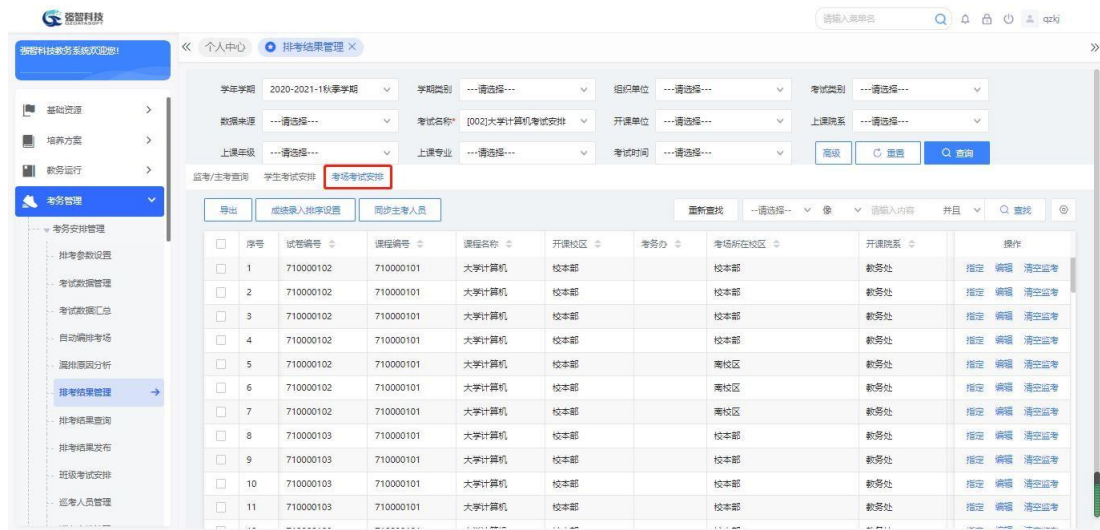 强智科技
QZDATASOFT
请输入菜单名
qzkj
强智科技教务系统欢迎您!
个人中心 排考结果管理
基础资源
培养方案
教务运行
考务管理
考务安排管理
排考参数设置
考试数据管理
考试数据汇总
自动编排考场
漏排原因分析
排考结果管理
排考结果查询
排考结果发布
班级考试安排
巡考人员管理
学年学期 2020-2021-1秋季学期 学期类别 ---请选择--- 组织单位 ---请选择--- 考试类别 ---请选择---
数据来源 ---请选择--- 考试名称* [002]大学计算机考试安排 开课单位 ---请选择--- 上课院系 ---请选择---
上课年级 ---请选择--- 上课专业 ---请选择--- 考试时间 ---请选择--- 高级 重置 查询
监考/主考查询 学生考试安排 考场考试安排
导出 成绩录入排序设置 同步主考人员 重新查找 --请选择-- 像 请输入内容 并且 查找
序号 试卷编号 课程编号 课程名称 开课校区 考务办 考场所在校区 开课院系 操作
1 710000102 710000101 大学计算机 校本部 校本部 教务处 指定 编辑 清空监考
2 710000102 710000101 大学计算机 校本部 校本部 教务处 指定 编辑 清空监考
3 710000102 710000101 大学计算机 校本部 校本部 教务处 指定 编辑 清空监考
4 710000102 710000101 大学计算机 校本部 校本部 教务处 指定 编辑 清空监考
5 710000102 710000101 大学计算机 校本部 南校区 教务处 指定 编辑 清空监考
6 710000102 710000101 大学计算机 校本部 南校区 教务处 指定 编辑 清空监考
7 710000102 710000101 大学计算机 校本部 南校区 教务处 指定 编辑 清空监考
8 710000103 710000101 大学计算机 校本部 校本部 教务处 指定 编辑 清空监考
9 710000103 710000101 大学计算机 校本部 校本部 教务处 指定 编辑 清空监考
10 710000103 710000101 大学计算机 校本部 校本部 教务处 指定 编辑 清空监考
11 710000103 710000101 大学计算机 校本部 校本部 教务处 指定 编辑 清空监考